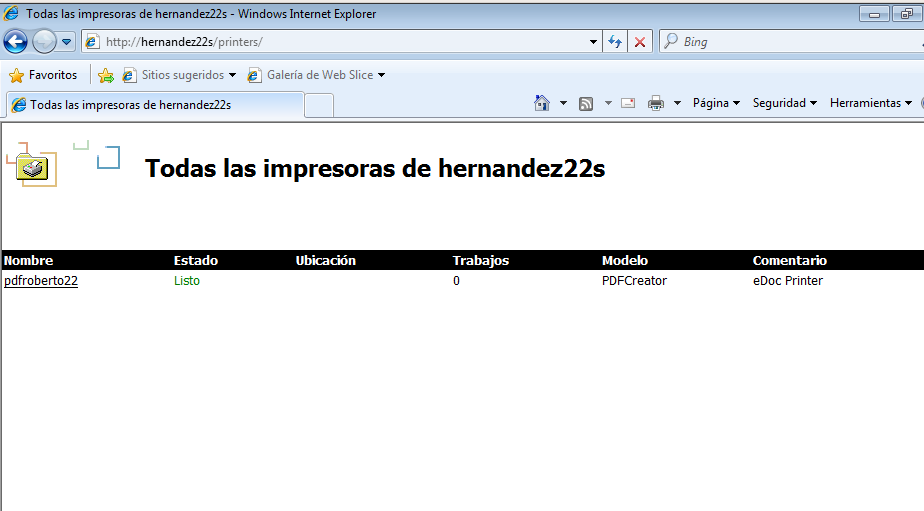 Todas las impresoras de hernandez22s - Windows Internet Explorer
http://hernandez22s/printers/
Bing
Favoritos Sitios sugeridos Galería de Web Slice
Todas las impresoras de hernandez22s
Página Seguridad Herramientas
Todas las impresoras de hernandez22s
Nombre Estado Ubicación Trabajos Modelo Comentario
pdfroberto22 Listo 0 PDFCreator eDoc Printer